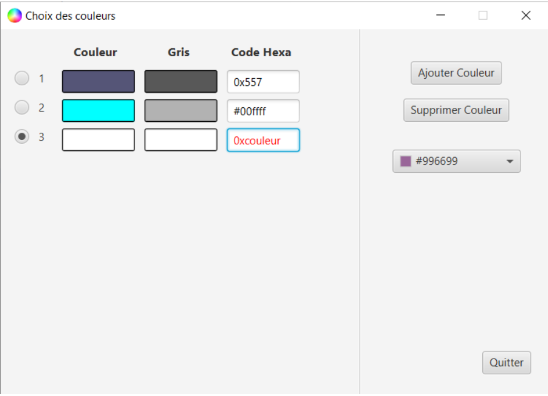 Choix des couleurs
Couleur Gris Code Hexa
1 0x557
2 #00ffff
3 0xcouleur
Ajouter Couleur
Supprimer Couleur
#996699
Quitter